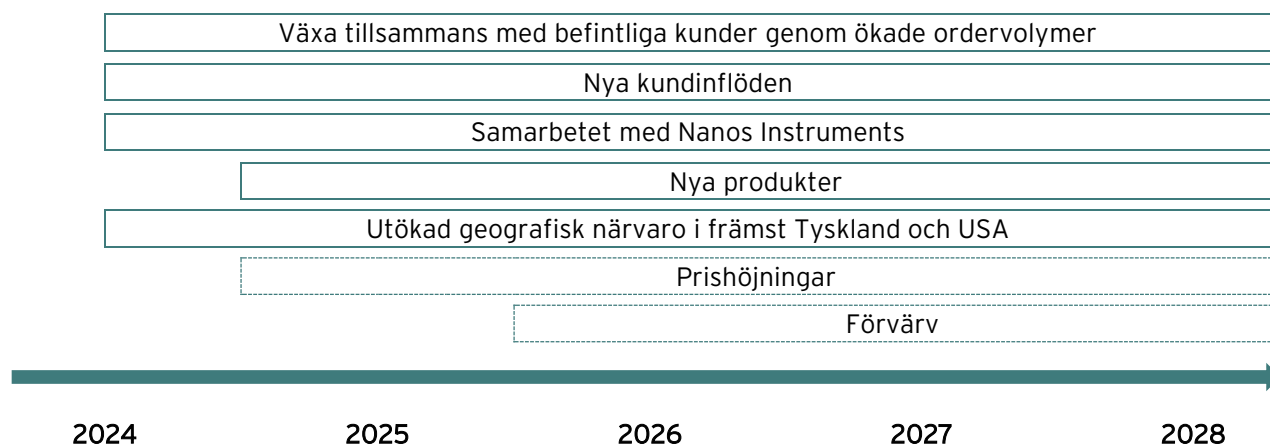 Växa tillsammans med befintliga kunder genom ökade ordervolymer
Nya kundinflöden
Samarbetet med Nanos Instruments
Nya produkter
Utökad geografisk närvaro i främst Tyskland och USA
Prishöjningar
Förvärv
2024 2025 2026 2027 2028